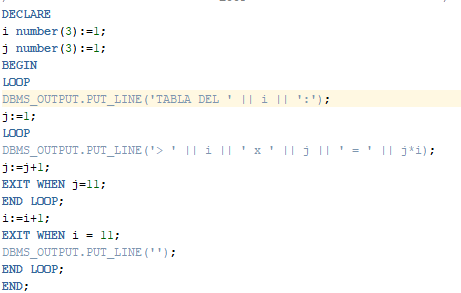 DECLARE
i number(3):=1;
j number(3):=1;
BEGIN
LOOP
DBMS_OUTPUT.PUT_LINE('TABLA DEL ' || i || ':');
j:=1;
LOOP
DBMS_OUTPUT.PUT_LINE('> ' || i || ' x ' || j || ' = ' || j*i);
j:=j+1;
EXIT WHEN j=11;
END LOOP;
i:=i+1;
EXIT WHEN i = 11;
DBMS_OUTPUT.PUT_LINE('');
END LOOP;
END;